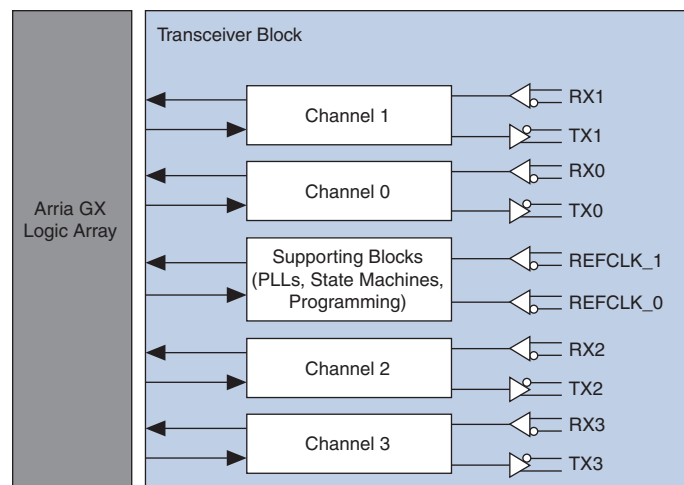 Transceiver Block
Arria GX
Logic Array
Channel 1
RX1
TX1
Channel 0
RX0
TX0
Supporting Blocks
(PLLs, State Machines,
Programming)
REFCLK_1
REFCLK_0
Channel 2
RX2
TX2
Channel 3
RX3
TX3